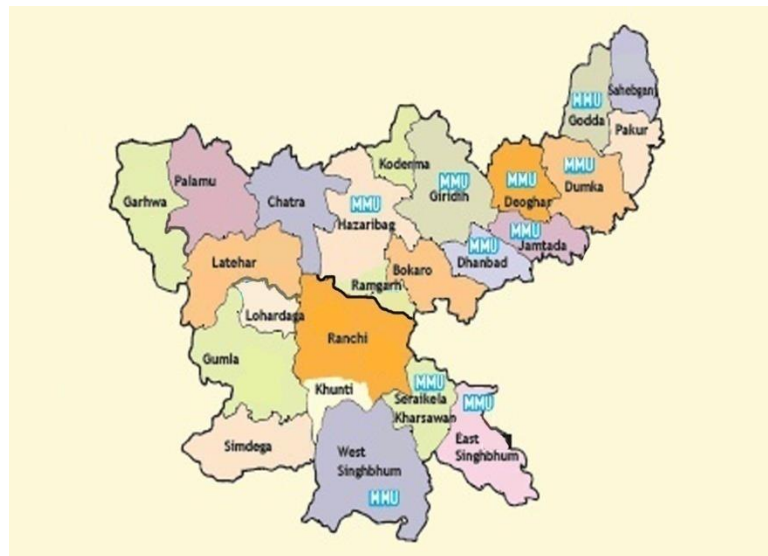 Sahebganj
MMU
Godda
Pakur
Koderma
MMU
Dumka
Palamu
MMU
Giridih
MMU
Deoghar
Garhwa
Chatra
MMU
Hazaribag
MMU
Jamtada
MMU
Dhanbad
Latehar
Bokaro
Ramgarh
Lohardaga
Ranchi
Gumla
Khunti
MMU
Seraikela
Kharsawan
MMU
East
Singhbhum
Simdega
West
Singhbhum
MMU